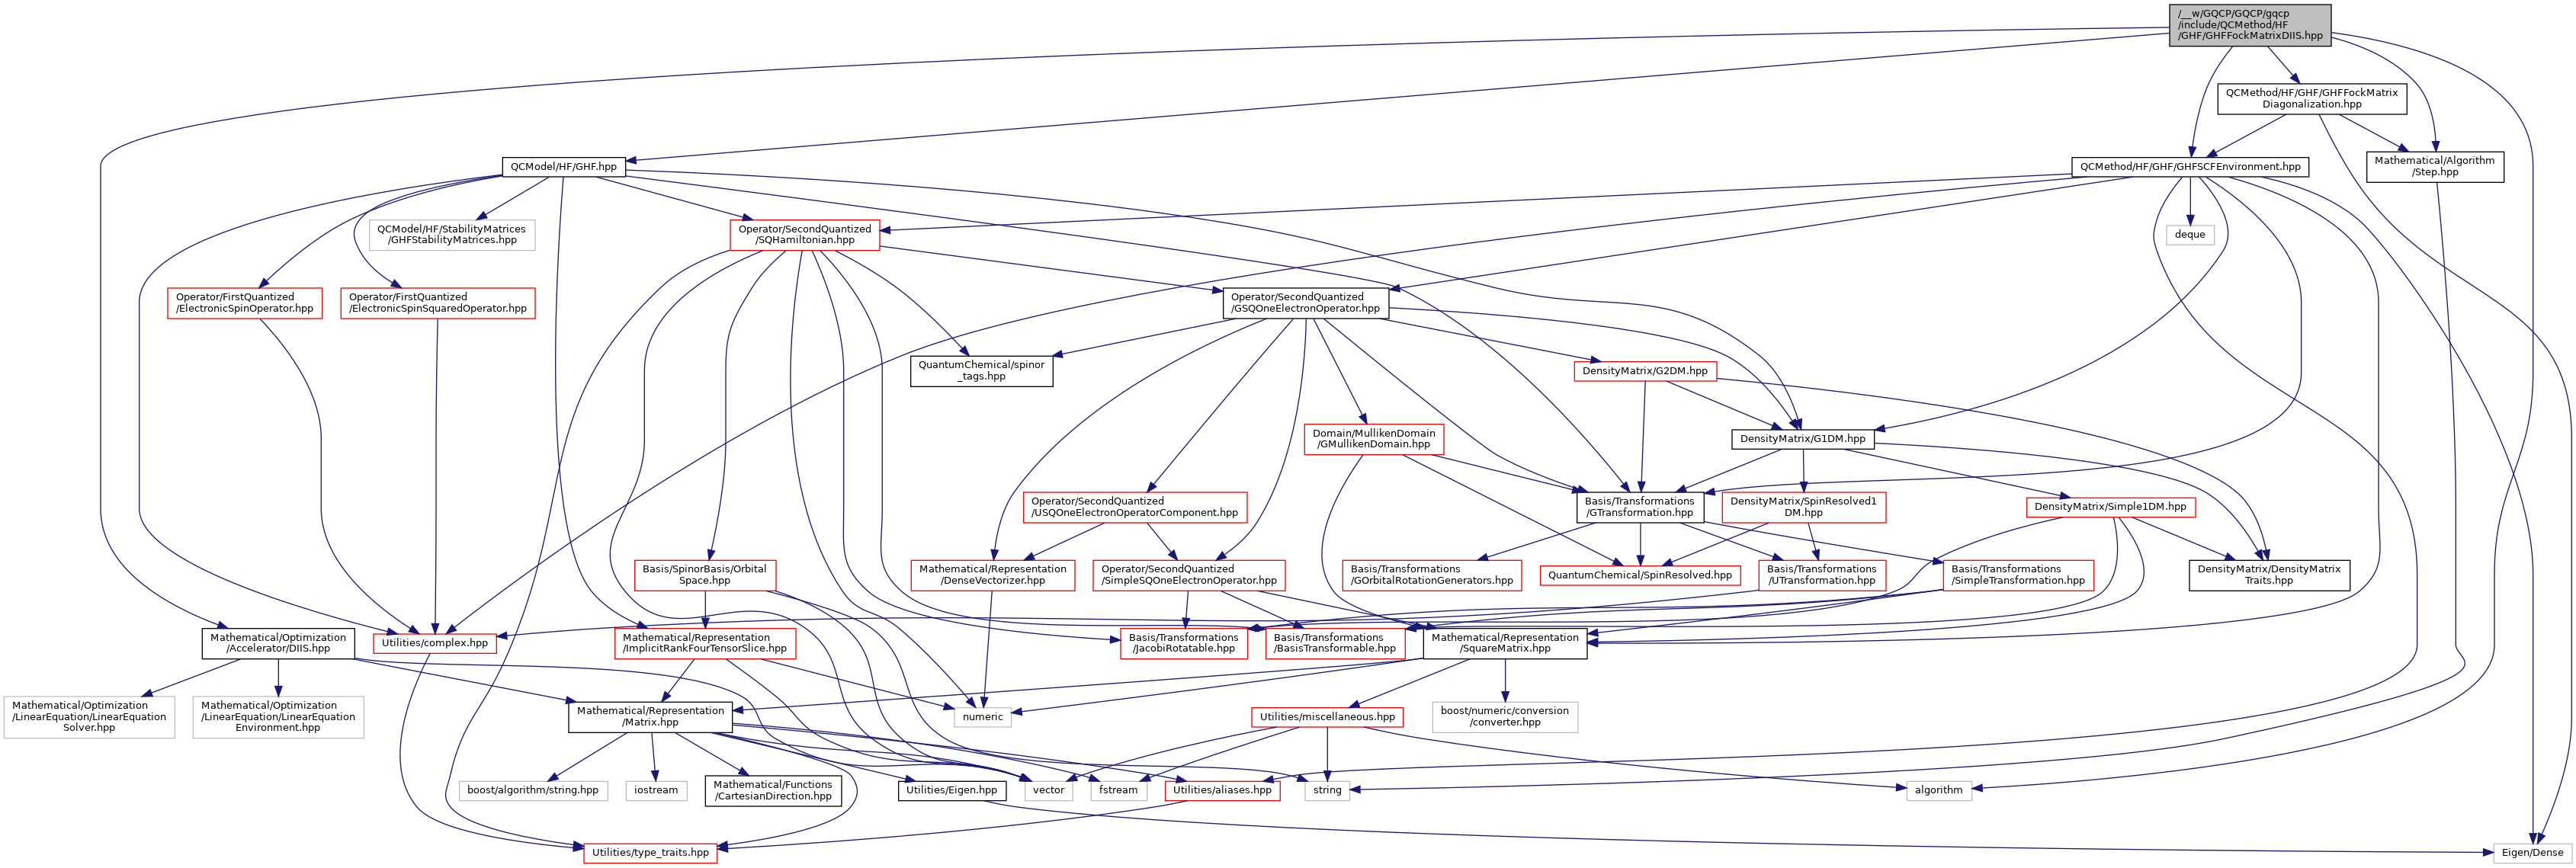 /__w/GQCP/GQCP/gqcp
/include/QCMethod/HF
/GHF/GHFFockMatrixDIIS.hpp
QCMethod/HF/GHF/GHFFockMatrix
Diagonalization.hpp
QCModel/HF/GHF.hpp
QCMethod/HF/GHF/GHFSCFEnvironment.hpp
Mathematical/Algorithm
/Step.hpp
QCModel/HF/StabilityMatrices
/GHFStabilityMatrices.hpp
Operator/SecondQuantized
/SQHamiltonian.hpp
deque
Operator/FirstQuantized
/ElectronicSpinOperator.hpp
Operator/FirstQuantized
/ElectronicSpinSquaredOperator.hpp
Operator/SecondQuantized
/GSQOneElectronOperator.hpp
QuantumChemical/spinor
_tags.hpp
DensityMatrix/G2DM.hpp
Domain/MullikenDomain
/GMullikenDomain.hpp
DensityMatrix/G1DM.hpp
Operator/SecondQuantized
/USQOneElectronOperatorComponent.hpp
Basis/Transformations
/GTransformation.hpp
DensityMatrix/SpinResolved1
DM.hpp
DensityMatrix/Simple1DM.hpp
Basis/SpinorBasis/Orbital
Space.hpp
Mathematical/Representation
/DenseVectorizer.hpp
Operator/SecondQuantized
/SimpleSQOneElectronOperator.hpp
Basis/Transformations
/GOrbitalRotationGenerators.hpp
QuantumChemical/SpinResolved.hpp
Basis/Transformations
/UTransformation.hpp
Basis/Transformations
/SimpleTransformation.hpp
DensityMatrix/DensityMatrix
Traits.hpp
Mathematical/Optimization
/Accelerator/DIIS.hpp
Utilities/complex.hpp
Mathematical/Representation
/ImplicitRankFourTensorSlice.hpp
Basis/Transformations
/JacobiRotatable.hpp
Basis/Transformations
/BasisTransformable.hpp
Mathematical/Representation
/SquareMatrix.hpp
Mathematical/Optimization
/LinearEquation/LinearEquation
Solver.hpp
Mathematical/Optimization
/LinearEquation/LinearEquation
Environment.hpp
Mathematical/Representation
/Matrix.hpp
numeric
Utilities/miscellaneous.hpp
boost/numeric/conversion
/converter.hpp
boost/algorithm/string.hpp
iostream
Mathematical/Functions
/CartesianDirection.hpp
Utilities/Eigen.hpp
vector
fstream
Utilities/aliases.hpp
string
algorithm
Utilities/type_traits.hpp
Eigen/Dense